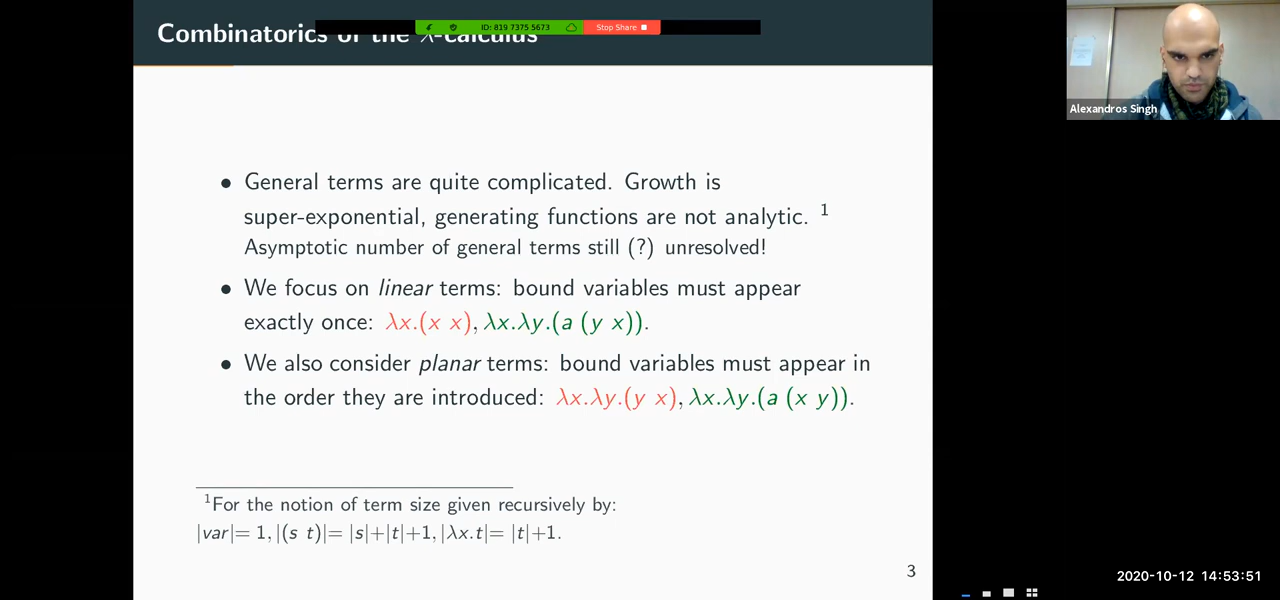 Combinatorics of the λ-calculus
ID: 819 7375 5673
Stop Share
Alexandros Singh
• General terms are quite complicated. Growth is
super-exponential, generating functions are not analytic. 1
Asymptotic number of general terms still (?) unresolved!
• We focus on linear terms: bound variables must appear
exactly once: λx.(x x), λx.λy.(a (y x)).
• We also consider planar terms: bound variables must appear in
the order they are introduced: λx.λy.(y x), λx.λy.(a (x y)).
1For the notion of term size given recursively by:
|var|= 1, |(s t)|= |s|+|t|+1, |λx.t|= |t|+1.
3
2020-10-12 14:53:51